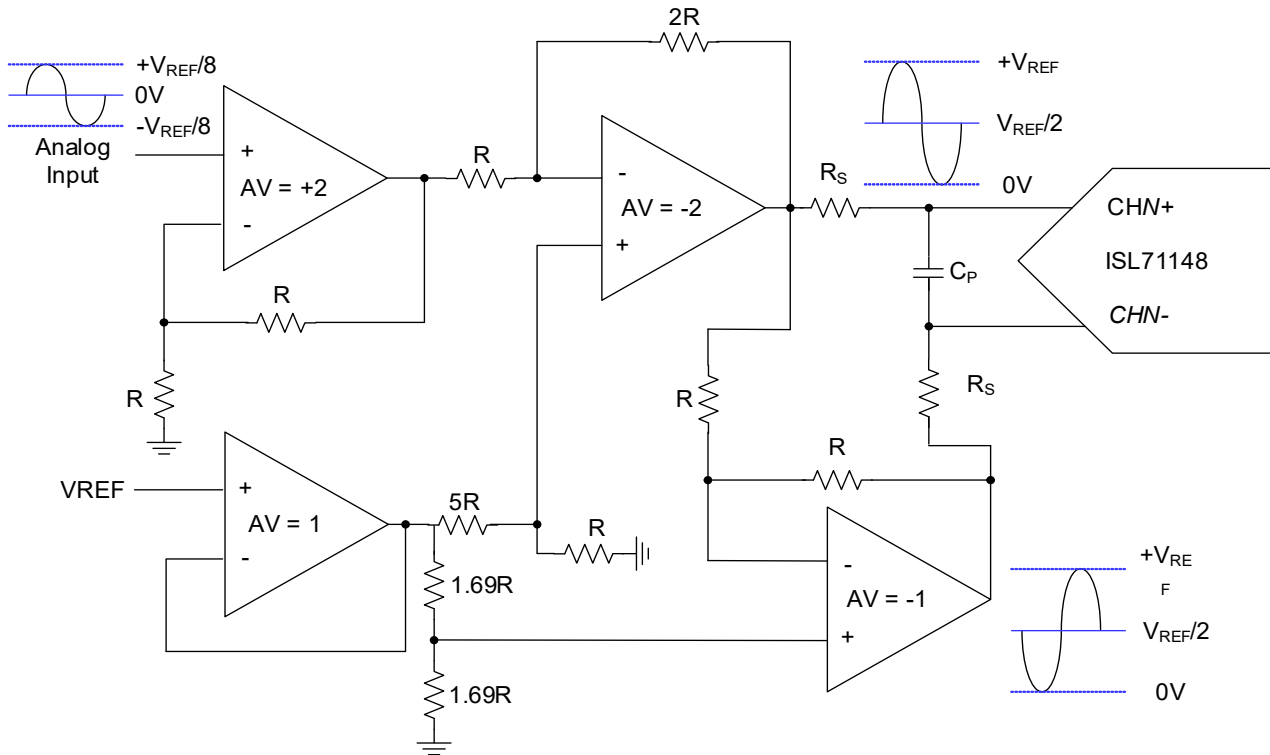 2R
+VREF/8
0V
-VREF/8
Analog
Input
+
AV = +2
-
R
R
R
-
AV = -2
+
RS
+VREF
VREF/2
0V
CHN+
ISL71148
CHN-
CP
RS
R
R
VREF
+
AV = 1
-
5R
R
1.69R
1.69R
-
AV = -1
+
+VRE
F
VREF/2
0V